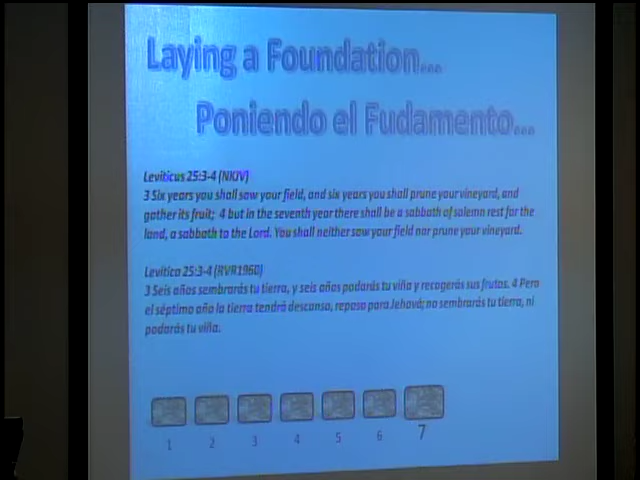 Laying a Foundation...
Poniendo el Fudamento...
Leviticus 25:3-4 (NKJV)
3 Six years you shall sow your field, and six years you shall prune your vineyard, and
gather its fruit; 4 but in the seventh year there shall be a sabbath of solemn rest for the
land, a sabbath to the Lord. You shall neither sow your field nor prune your vineyard.
Levitico 25:3-4 (RVR1960)
3 Seis años sembrarás tu tierra, y seis años podarás tu viña y recogerás sus frutos. 4 Pero
el séptimo año la tierra tendrá descanso, reposo para Jehová; no sembrarás tu tierra, ni
podarás tu viña.
1 2 3 4 5 6 7